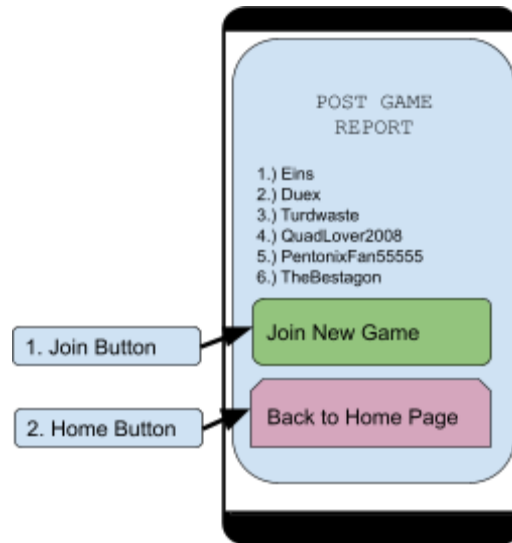 POST GAME
REPORT
1.) Eins
2.) Duex
3.) Turdwaste
4.) QuadLover2008
5.) PentonixFan55555
6.) TheBestagon
Join New Game
1. Join Button
Back to Home Page
2. Home Button